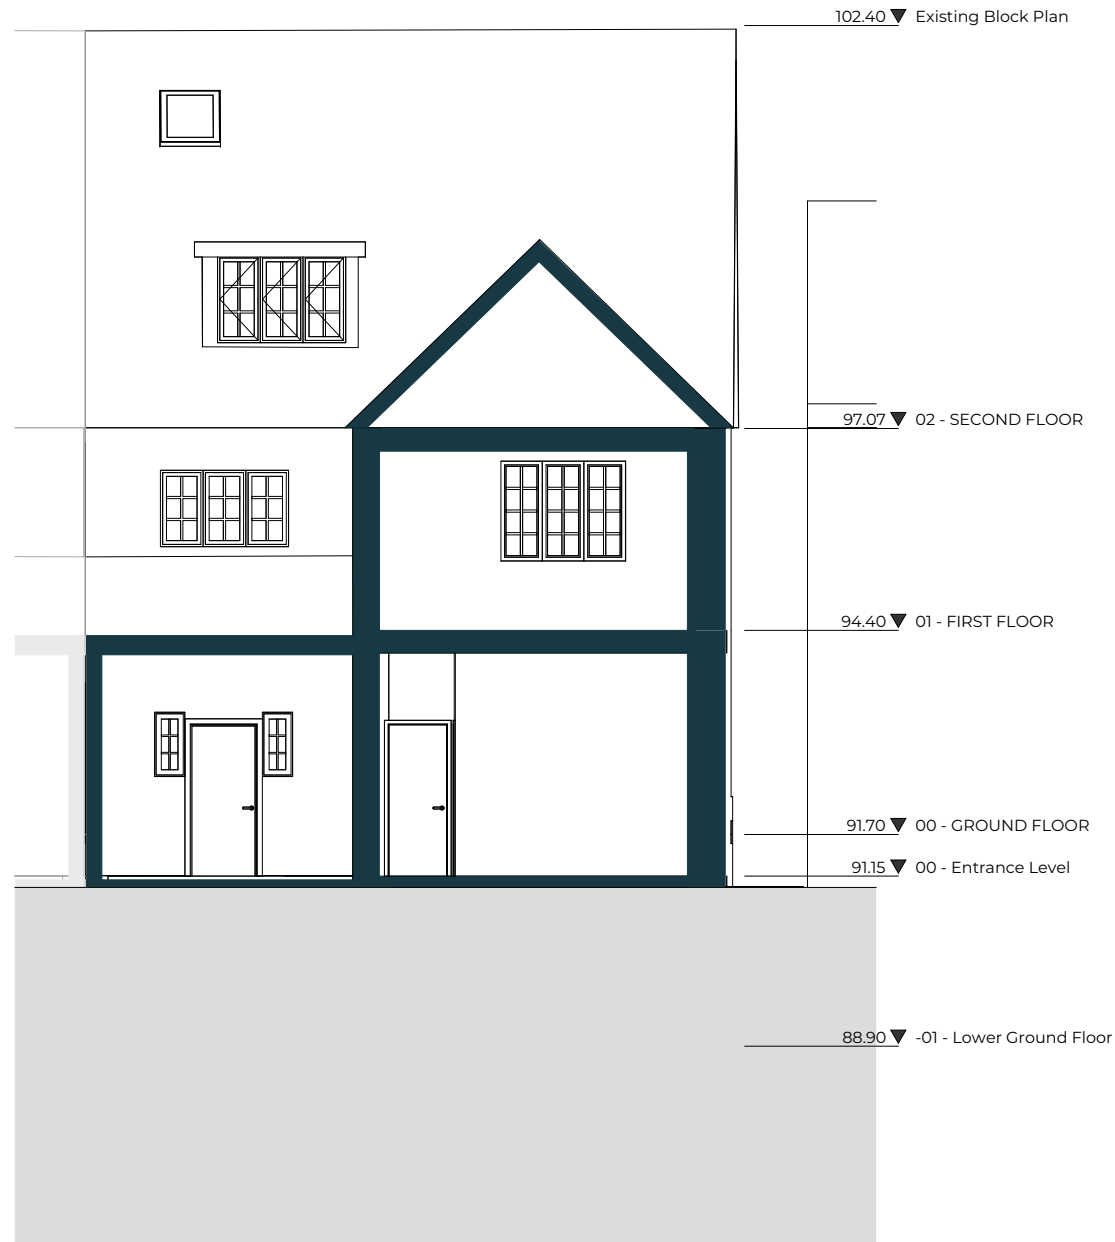 102.40 Existing Block Plan
97.07 02 - SECOND FLOOR
94.40 01 - FIRST FLOOR
91.70 00 - GROUND FLOOR
91.15 00 - Entrance Level
88.90 -01 - Lower Ground Floor